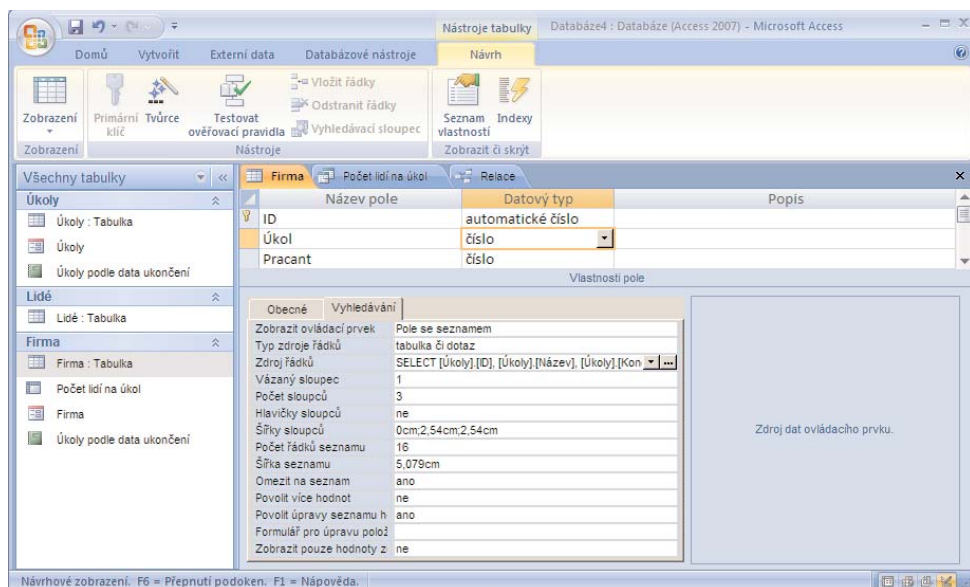 Nástroje tabulky
Databáze4 : Databáze (Access 2007) - Microsoft Access
Domů
Vytvořit
Externí data
Databázové nástroje
Návrh
Zobrazení
Primární klíč
Tvůrce
Testovat ověřovací pravidla
Vložit řádky
Odstranit řádky
Vyhledávací sloupec
Seznam vlastností
Indexy
Zobrazení
Nástroje
Zobrazit či skrýt
Všechny tabulky
Úkoly
Úkoly : Tabulka
Úkoly
Úkoly podle data ukončení
Lidé
Lidé : Tabulka
Firma
Firma : Tabulka
Počet lidí na úkol
Firma
Úkoly podle data ukončení
Firma
Počet lidí na úkol
Relace
Název pole
Datový typ
Popis
ID
automatické číslo
Úkol
číslo
Pracant
číslo
Vlastnosti pole
Obecné
Vyhledávání
Zobrazit ovládací prvek
Pole se seznamem
Typ zdroje řádků
tabulka či dotaz
Zdroj řádků
SELECT [Úkoly].[ID], [Úkoly].[Název], [Úkoly].[Kon
Vázaný sloupec
1
Počet sloupců
3
Hlavičky sloupců
ne
Šířky sloupců
0cm;2,54cm;2,54cm
Počet řádků seznamu
16
Šířka seznamu
5,079cm
Omezit na seznam
ano
Povolit více hodnot
ne
Povolit úpravy seznamu h
ano
Formulář pro úpravu polož
Zobrazit pouze hodnoty z
ne
Zdroj dat ovládacího prvku.
Návrhové zobrazení. F6 = Přepnutí podoken. F1 = Nápověda.